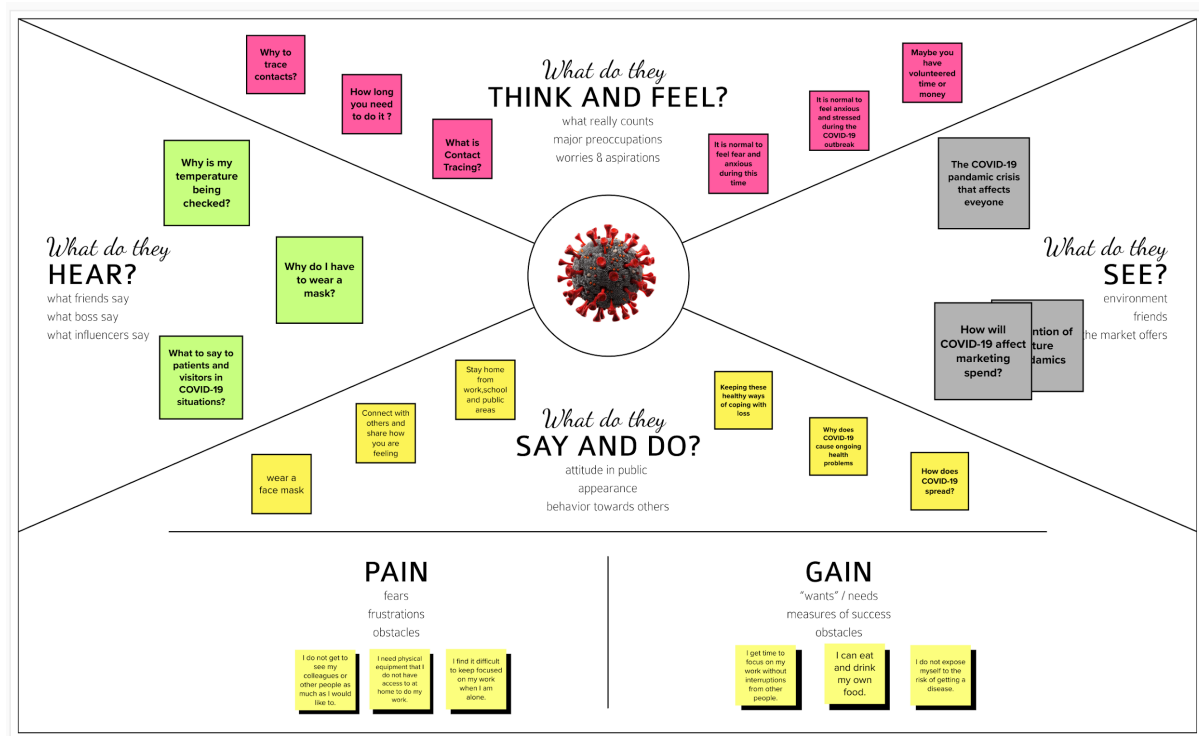 What do they
THINK AND FEEL?
what really counts
major preoccupations
worries & aspirations
Why to
trace
contacts?
How long
you need
to do it ?
What is
Contact
Tracing?
It is normal to
feel fear and
anxious
during this
time
It is normal to
feel anxious
and stressed
during the
COVID-19
outbreak
Maybe you
have
volunteered
time or
money
What do they
HEAR?
what friends say
what boss say
what influencers say
Why is my
temperature
being
checked?
Why do I have
to wear a
mask?
What to say to
patients and
visitors in
COVID-19
situations?
What do they
SEE?
environment
friends
the market offers
The COVID-19
pandamic crisis
that affects
eveyone
How will
COVID-19 affect
marketing
spend?
ntion of
ture
damics
What do they
SAY AND DO?
attitude in public
appearance
behavior towards others
Stay home
from
work,school
and public
areas
Connect with
others and
share how
you are
feeling
wear a
face mask
Keeping these
healthy ways
of coping with
loss
Why does
COVID-19
cause ongoing
health
problems
How does
COVID-19
spread?
PAIN
fears
frustrations
obstacles
I do not get to
see my
colleagues or
other people as
much as I would
like to.
I need physical
equipment that I
do not have
access to at
home to do my
work.
I find it difficult
to keep focused
on my work
when I am
alone.
GAIN
“wants” / needs
measures of success
obstacles
I get time to
focus on my
work without
interruptions
from other
people.
I can eat
and drink
my own
food.
I do not expose
myself to the
risk of getting a
disease.